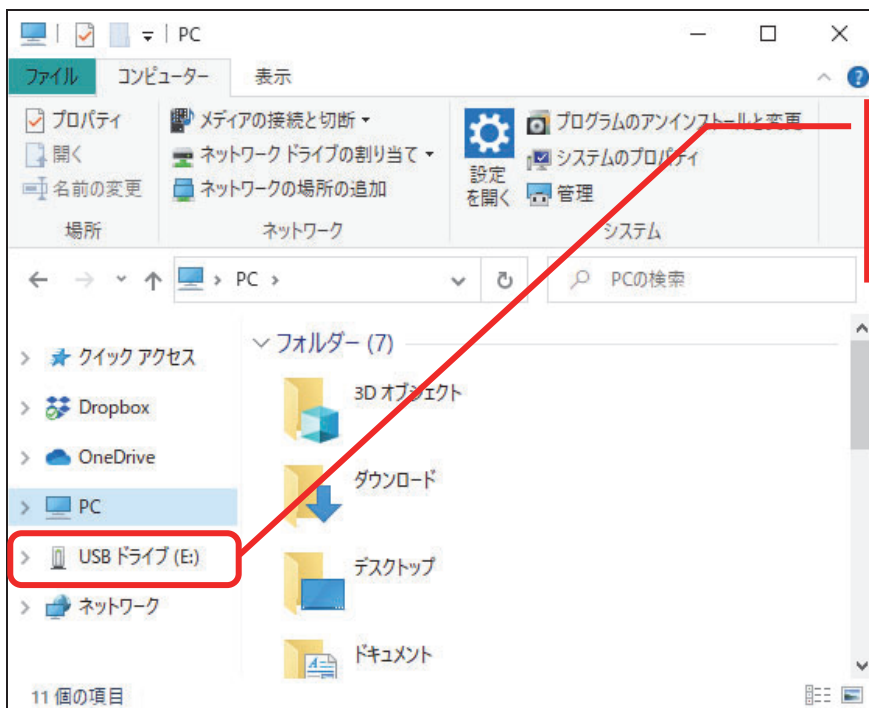 PC
ファイル コンピューター 表示
プロパティ メディアの接続と切断 プログラムのアンインストールと変更
開く ネットワーク ドライブの割り当て システムのプロパティ
名前の変更 ネットワークの場所の追加 設定を開く 管理
場所 ネットワーク システム
PC PCの検索
フォルダー (7)
クイック アクセス
3D オブジェクト
Dropbox
OneDrive
ダウンロード
PC
USB ドライブ (E:)
デスクトップ
ネットワーク
ドキュメント
11 個の項目